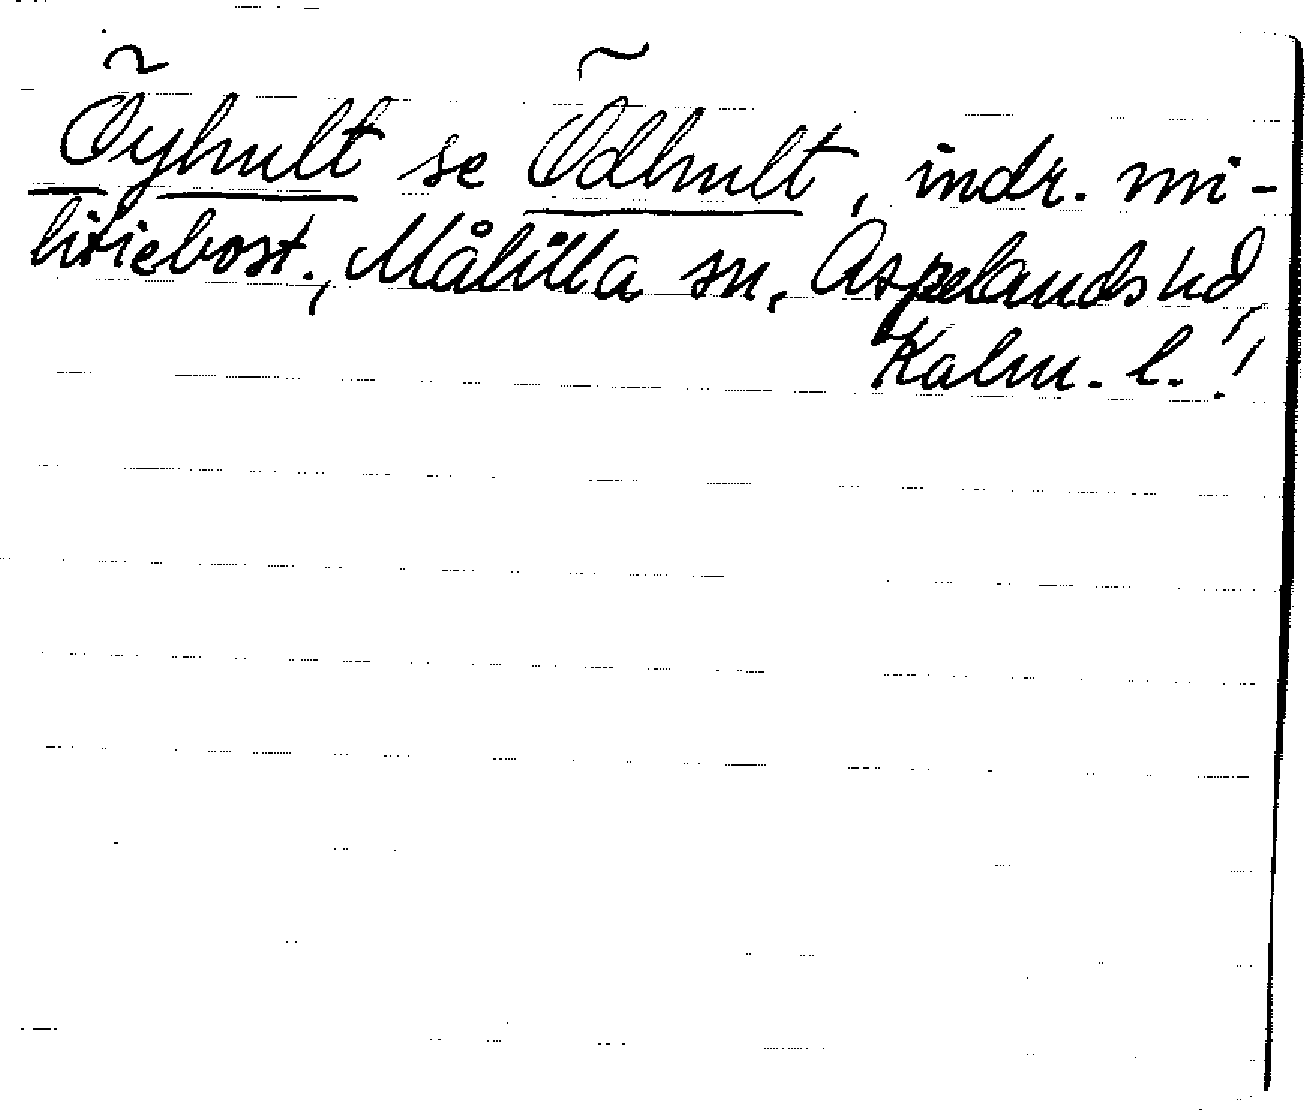 Öyhult se Ödhult, indr. mi-
litiebost., Målilla sn, Aspelands hd,
Kalm. l.!